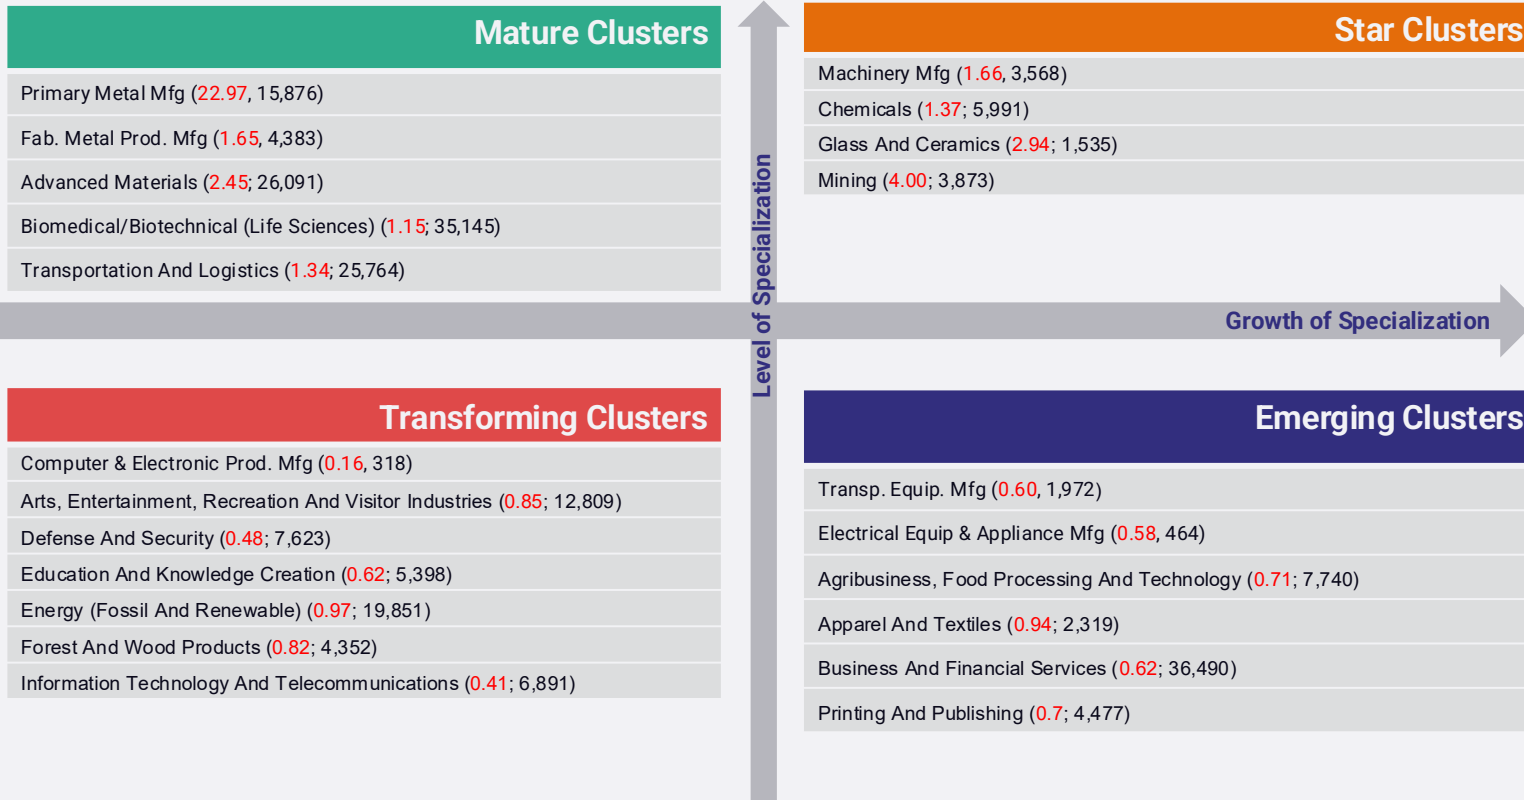 Mature Clusters
Primary Metal Mfg (22.97, 15,876)
Fab. Metal Prod. Mfg (1.65, 4,383)
Advanced Materials (2.45; 26,091)
Biomedical/Biotechnical (Life Sciences) (1.15; 35,145)
Transportation And Logistics (1.34; 25,764)
Star Clusters
Machinery Mfg (1.66, 3,568)
Chemicals (1.37; 5,991)
Glass And Ceramics (2.94; 1,535)
Mining (4.00; 3,873)
Level of Specialization
Growth of Specialization
Transforming Clusters
Computer & Electronic Prod. Mfg (0.16, 318)
Arts, Entertainment, Recreation And Visitor Industries (0.85; 12,809)
Defense And Security (0.48; 7,623)
Education And Knowledge Creation (0.62; 5,398)
Energy (Fossil And Renewable) (0.97; 19,851)
Forest And Wood Products (0.82; 4,352)
Information Technology And Telecommunications (0.41; 6,891)
Emerging Clusters
Transp. Equip. Mfg (0.60, 1,972)
Electrical Equip & Appliance Mfg (0.58, 464)
Agribusiness, Food Processing And Technology (0.71; 7,740)
Apparel And Textiles (0.94; 2,319)
Business And Financial Services (0.62; 36,490)
Printing And Publishing (0.7; 4,477)